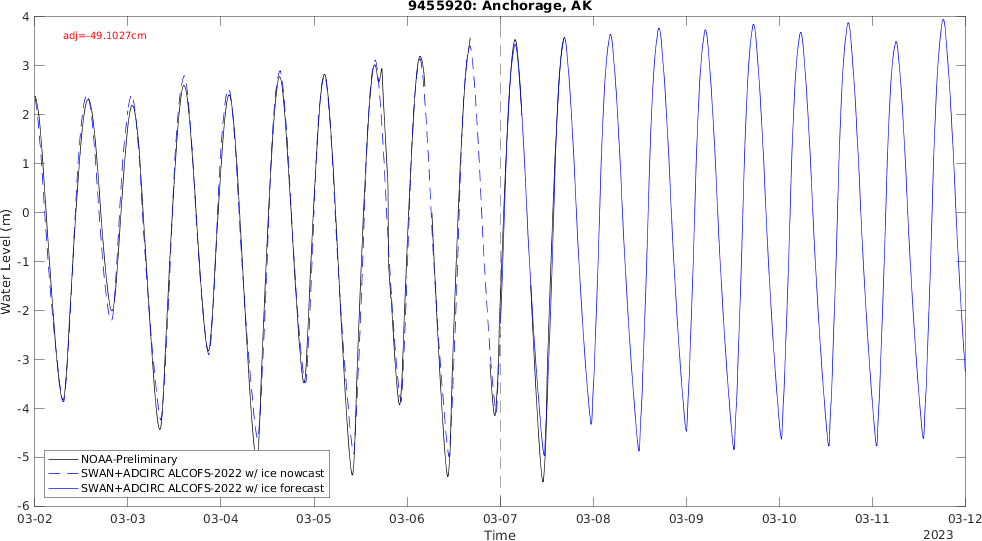 9455920: Anchorage, AK
adj=-49.1027cm
4
3
2
1
0
-1
-2
-3
-4
-5
-6
Water Level (m)
NOAA-Preliminary
SWAN+ADCIRC ALCOFS-2022 w/ ice nowcast
SWAN+ADCIRC ALCOFS-2022 w/ ice forecast
03-02 03-03 03-04 03-05 03-06 03-07 03-08 03-09 03-10 03-11 03-12
Time
2023